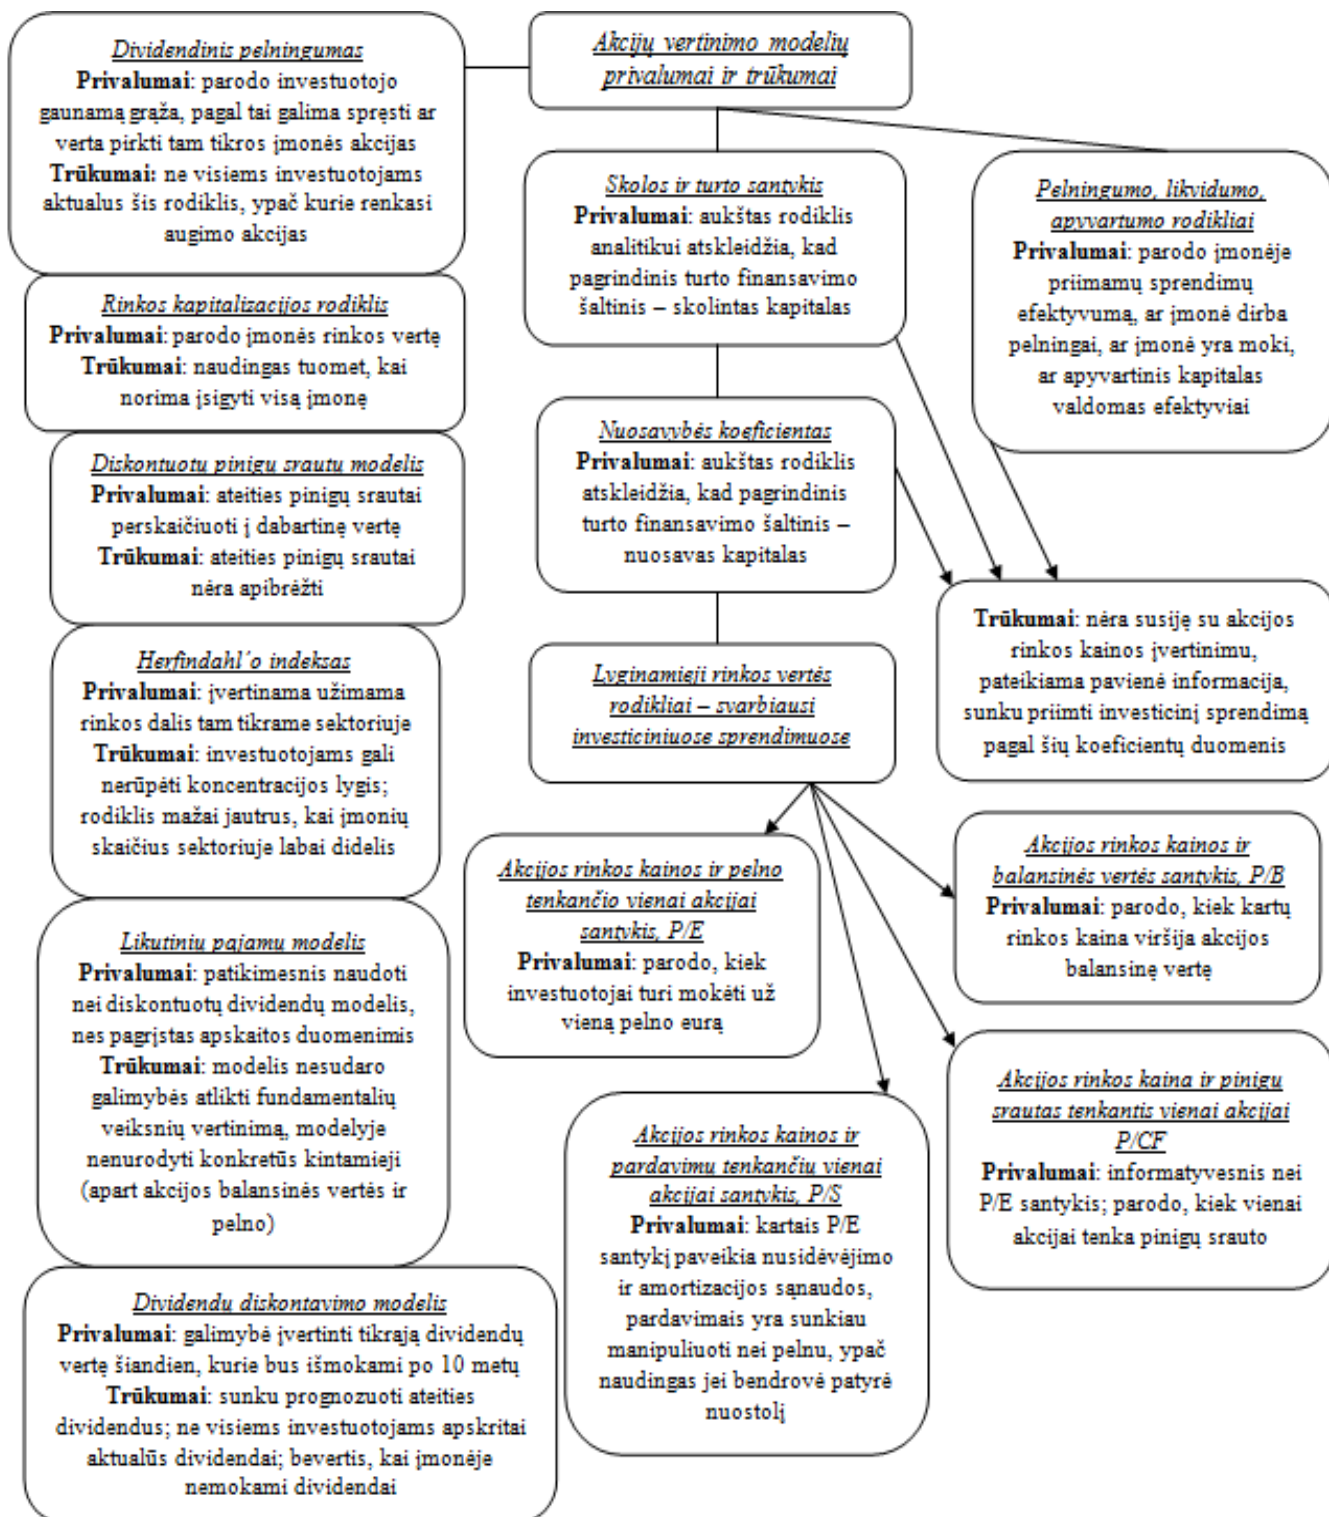 Akcijų vertinimo modelių
privalumai ir trūkumai
Dividendinis pelningumas
Privalumai: parodo investuotojo
gaunamą grąža, pagal tai galima spręsti ar
verta pirkti tam tikros įmonės akcijas
Trūkumai: ne visiems investuotojams
aktualus šis rodiklis, ypač kurie renkasi
augimo akcijas
Rinkos kapitalizacijos rodiklis
Privalumai: parodo įmonės rinkos vertę
Trūkumai: naudingas tuomet, kai
norima įsigyti visą įmonę
Diskontuotų pinigų srautų modelis
Privalumai: ateities pinigų srautai
perskaičiuoti į dabartinę vertę
Trūkumai: ateities pinigų srautai
nėra apibrėžti
Herfindahl´o indeksas
Privalumai: įvertinama užimama
rinkos dalis tam tikrame sektoriuje
Trūkumai: investuotojams gali
nerūpėti koncentracijos lygis;
rodiklis mažai jautrus, kai įmonių
skaičius sektoriuje labai didelis
Likutinių pajamų modelis
Privalumai: patikimesnis naudoti
nei diskontuotų dividendų modelis,
nes pagrįstas apskaitos duomenimis
Trūkumai: modelis nesudaro
galimybės atlikti fundamentalių
veiksnių vertinimą, modelyje
nenurodyti konkretūs kintamieji
(apart akcijos balansinės vertės ir
pelno)
Dividendų diskontavimo modelis
Privalumai: galimybė įvertinti tikrają dividendų
vertę šiandien, kurie bus išmokami po 10 metų
Trūkumai: sunku prognozuoti ateities
dividendus; ne visiems investuotojams apskritai
aktualūs dividendai; bevertis, kai įmonėje
nemokami dividendai
Skolos ir turto santykis
Privalumai: aukštas rodiklis
analitikui atskleidžia, kad
pagrindinis turto finansavimo
šaltinis – skolintas kapitalas
Nuosavybės koeficientas
Privalumai: aukštas rodiklis
atskleidžia, kad pagrindinis
turto finansavimo šaltinis –
nuosavas kapitalas
Lyginamieji rinkos vertės
rodikliai – svarbiausi
investiciniuose sprendimuose
Pelningumo, likvidumo,
apyvartumo rodikliai
Privalumai: parodo įmonėje
priimamų sprendimų
efektyvumą, ar įmonė dirba
pelningai, ar įmonė yra moki,
ar apyvartinis kapitalas
valdomas efektyviai
Trūkumai: nėra susiję su akcijos
rinkos kainos įvertinimu,
pateikiama pavienė informacija,
sunku priimti investicinį sprendimą
pagal šių koeficientų duomenis
Akcijos rinkos kainos ir pelno
tenkančio vienai akcijai
santykis, P/E
Privalumai: parodo, kiek
investuotojai turi mokėti už
vieną pelno eurą
Akcijos rinkos kainos ir
pardavimų tenkančių vienai
akcijai santykis, P/S
Privalumai: kartais P/E
santykį paveikia nusidėvėjimo
ir amortizacijos sąnaudos,
pardavimais yra sunkiau
manipuliuoti nei pelnu, ypač
naudingas jei bendrovė patyrė
nuostolį
Akcijos rinkos kainos ir
balansinės vertės santykis, P/B
Privalumai: parodo, kiek kartų
rinkos kaina viršija akcijos
balansinę vertę
Akcijos rinkos kaina ir pinigų
srautas tenkantis vienai akcijai
P/CF
Privalumai: informatyvesnis nei
P/E santykis; parodo, kiek vienai
akcijai tenka pinigų srauto